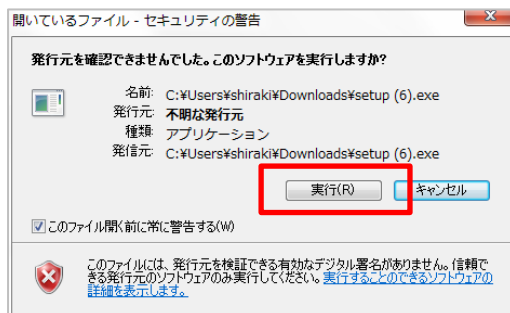 開いているファイル - セキュリティの警告
発行元を確認できませんでした。このソフトウェアを実行しますか?
名前: C:¥Users¥shiraki¥Downloads¥setup (6).exe
発行元: 不明な発行元
種類: アプリケーション
発信元: C:¥Users¥shiraki¥Downloads¥setup (6).exe
実行(R) キャンセル
このファイル開く前に常に警告する(W)
このファイルには、発行元を検証できる有効なデジタル署名がありません。信頼で
きる発行元のソフトウェアのみ実行してください。実行することのできるソフトウェアの
詳細を表示します。